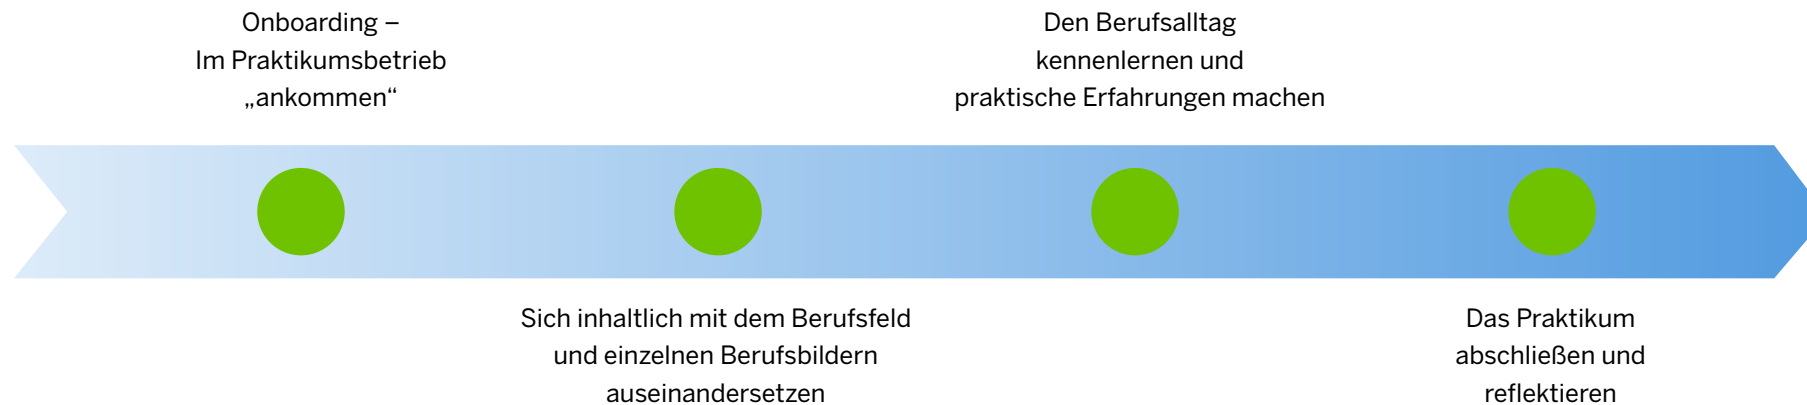 Onboarding –
Im Praktikumsbetrieb
„ankommen“
Sich inhaltlich mit dem Berufsfeld
und einzelnen Berufsbildern
auseinandersetzen
Den Berufsalltag
kennenlernen und
praktische Erfahrungen machen
Das Praktikum
abschließen und
reflektieren